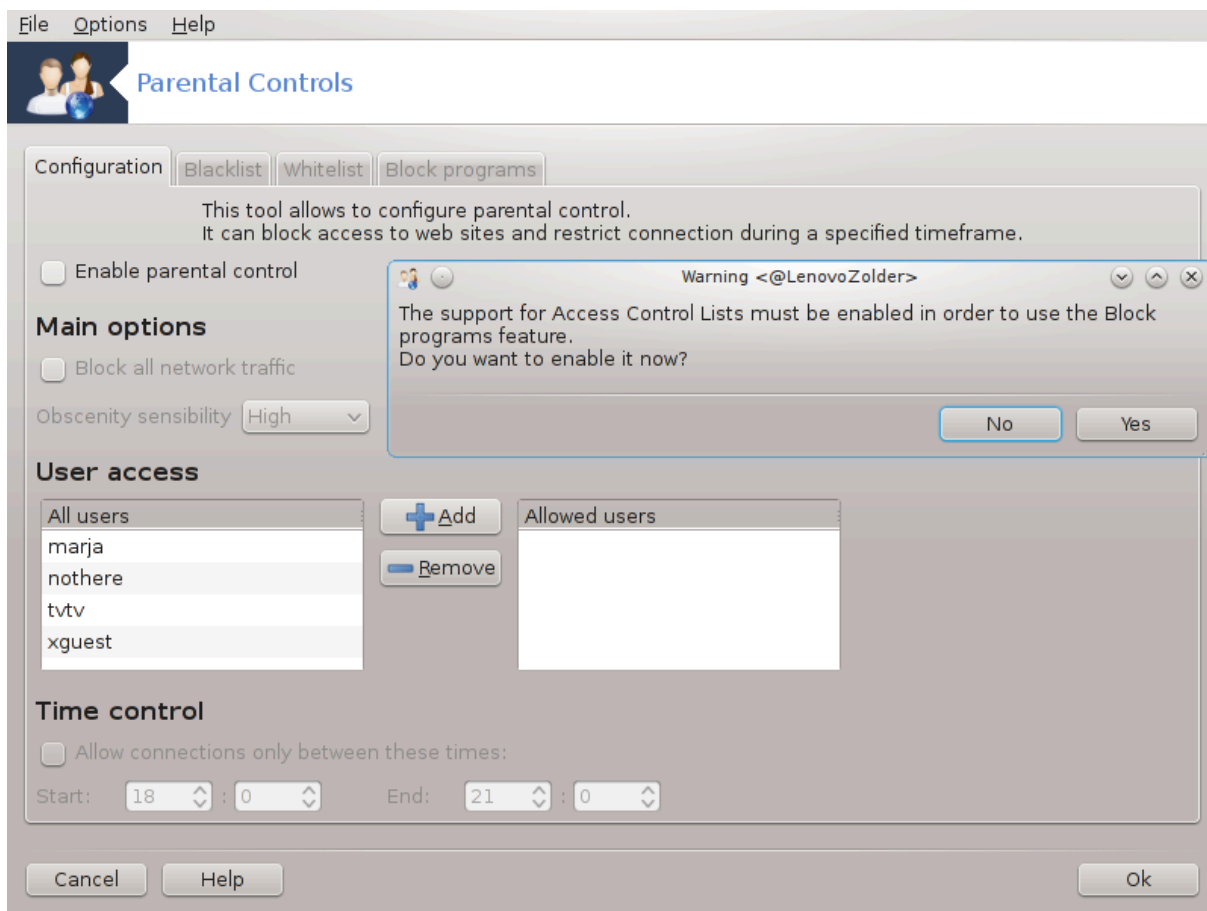 File Options Help
Parental Controls
Configuration Blacklist Whitelist Block programs
This tool allows to configure parental control.
It can block access to web sites and restrict connection during a specified timeframe.
Enable parental control
Warning <@LenovoZolder>
The support for Access Control Lists must be enabled in order to use the Block
programs feature.
Do you want to enable it now?
No Yes
Main options
Block all network traffic
Obscenity sensibility High
User access
All users
marja
nothere
tvtv
xguest
Add
Remove
Allowed users
Time control
Allow connections only between these times:
Start: 18 : 0 End: 21 : 0
Cancel Help Ok